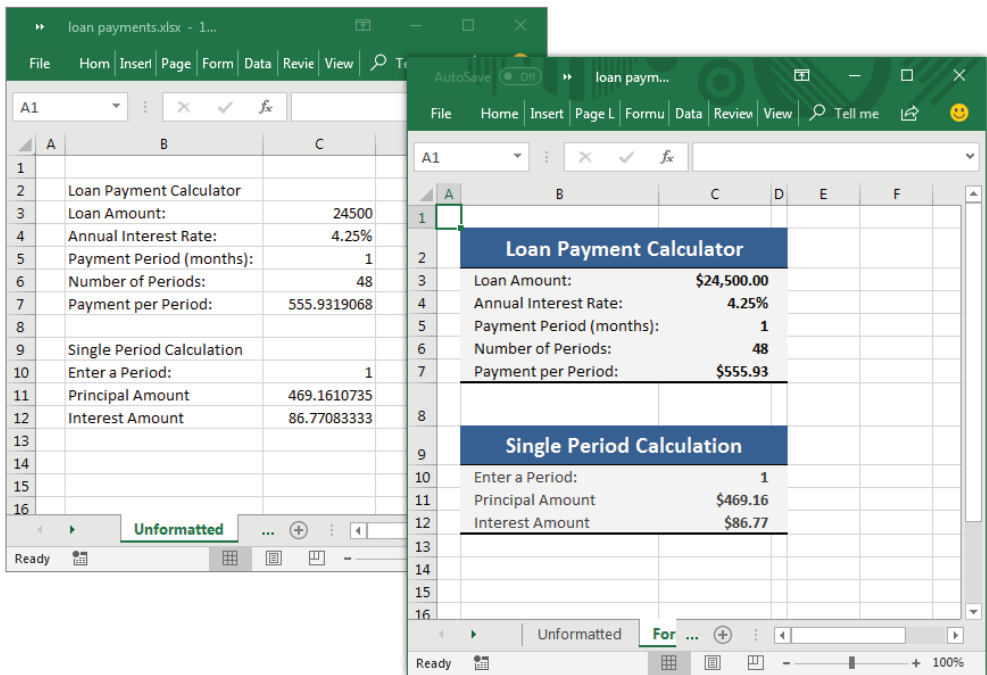 loan payments.xlsx - 1...
File Hom Insert Page Form Data Revie View Te
A1 fx
A B C
1
2 Loan Payment Calculator
3 Loan Amount: 24500
4 Annual Interest Rate: 4.25%
5 Payment Period (months): 1
6 Number of Periods: 48
7 Payment per Period: 555.9319068
8
9 Single Period Calculation
10 Enter a Period: 1
11 Principal Amount 469.1610735
12 Interest Amount 86.77083333
13
14
15
16
Unformatted ...
Ready
AutoSave Off loan paym...
File Home Insert Page L Formu Data Review View Tell me
A1 fx
A B C D E F
1
2 Loan Payment Calculator
3 Loan Amount: $24,500.00
4 Annual Interest Rate: 4.25%
5 Payment Period (months): 1
6 Number of Periods: 48
7 Payment per Period: $555.93
8
9 Single Period Calculation
10 Enter a Period: 1
11 Principal Amount $469.16
12 Interest Amount $86.77
13
14
15
16
Unformatted For ...
Ready 100%